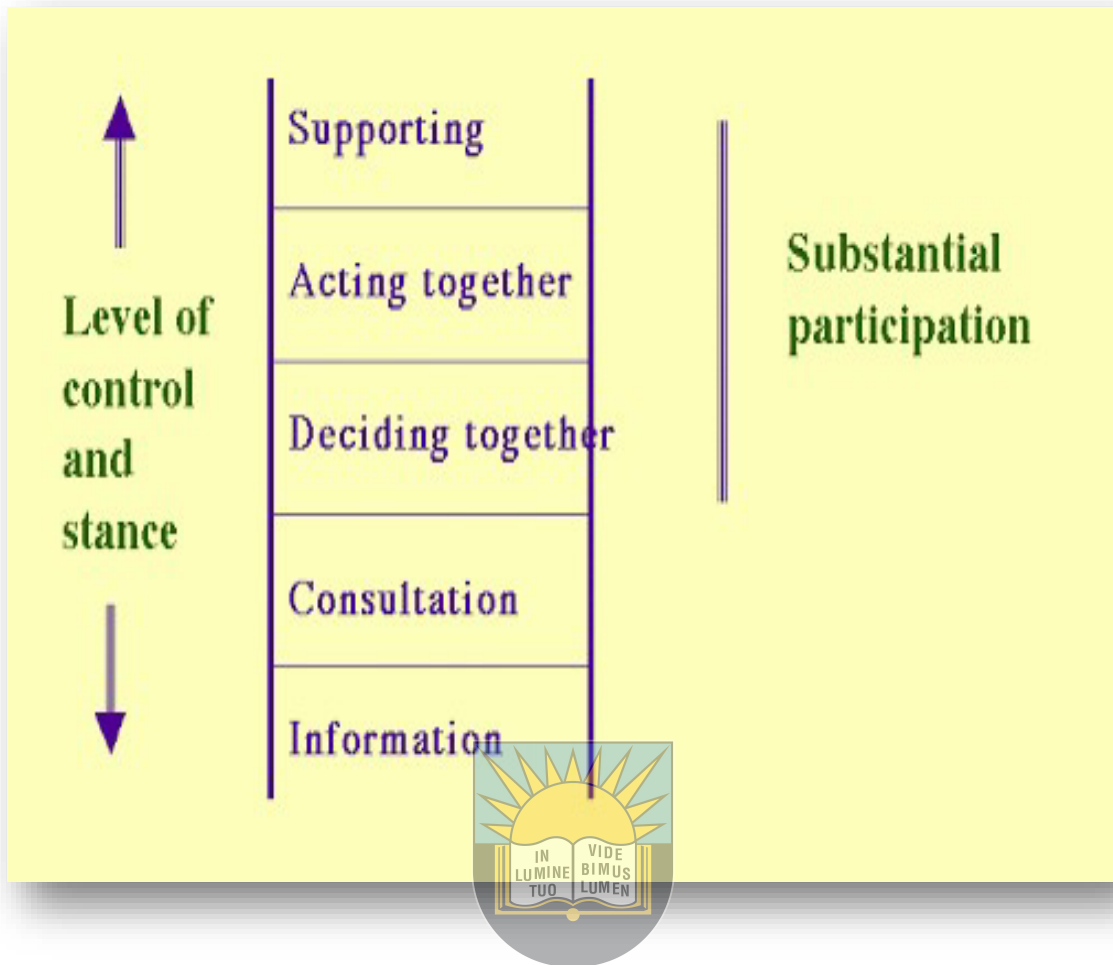 Supporting
Acting together
Deciding together
Consultation
Information
Level of
control
and
stance
Substantial
participation
IN
LUMINE
TUO
VIDE
BIMUS
LUMEN